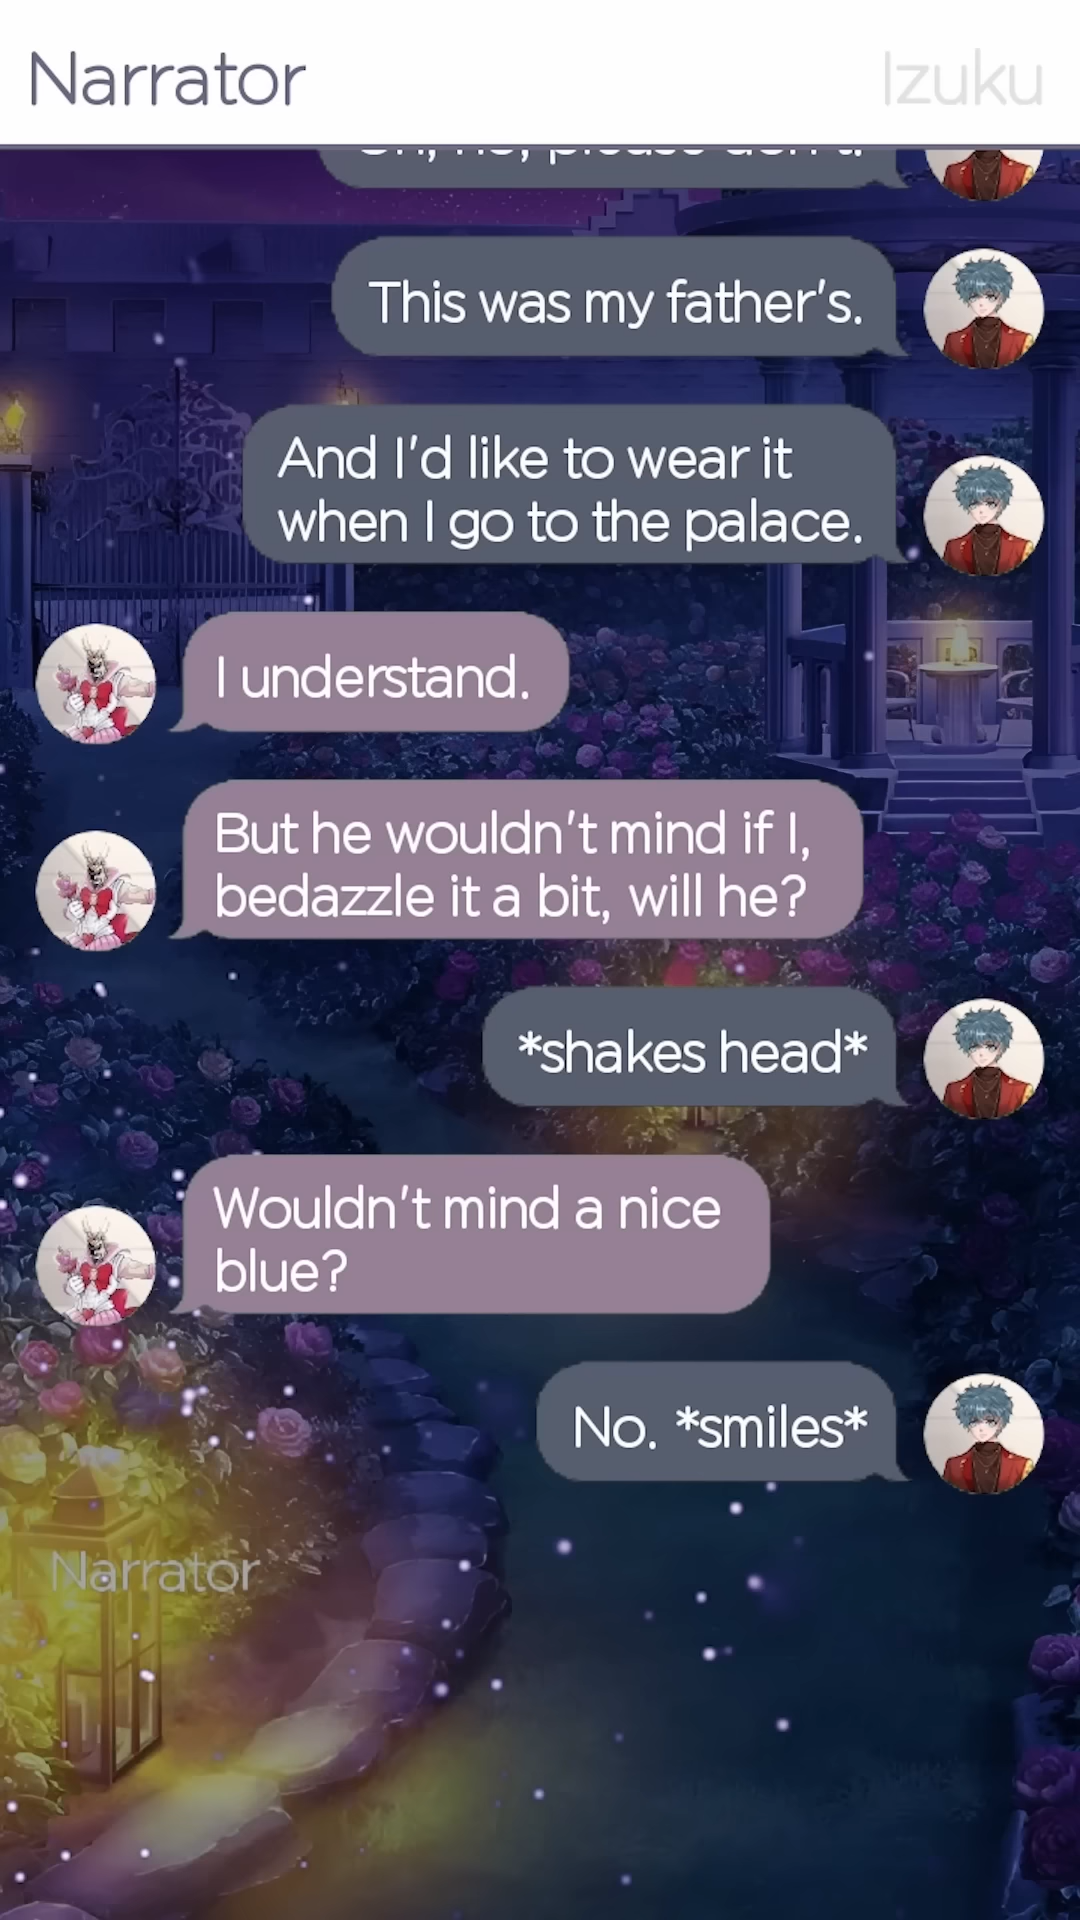 Narrator
Izuku
This was my father's.
And I'd like to wear it
when I go to the palace.
I understand.
But he wouldn't mind if I,
bedazzle it a bit, will he?
*shakes head*
Wouldn't mind a nice
blue?
No. *smiles*
Narrator